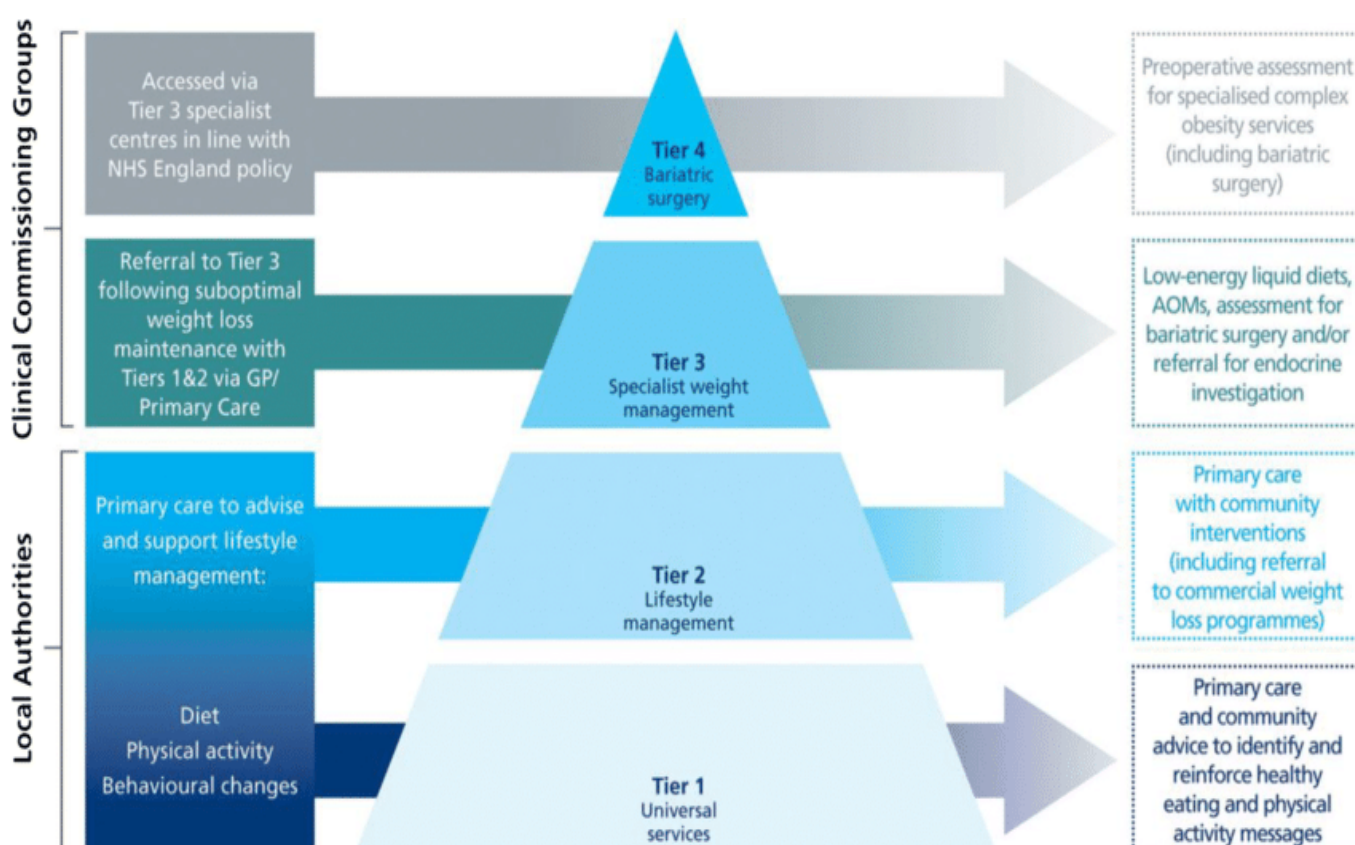 Clinical Commissioning Groups
Accessed via
Tier 3 specialist
centres in line with
NHS England policy
Tier 4
Bariatric
surgery
Preoperative assessment
for specialised complex
obesity services
(including bariatric
surgery)
Referral to Tier 3
following suboptimal
weight loss
maintenance with
Tiers 1&2 via GP/
Primary Care
Tier 3
Specialist weight
management
Low-energy liquid diets,
AOMs, assessment for
bariatric surgery and/or
referral for endocrine
investigation
Local Authorities
Primary care to advise
and support lifestyle
management:
Tier 2
Lifestyle
management
Primary care
with community
interventions
(including referral
to commercial weight
loss programmes)
Diet
Physical activity
Behavioural changes
Tier 1
Universal
services
Primary care
and community
advice to identify and
reinforce healthy
eating and physical
activity messages